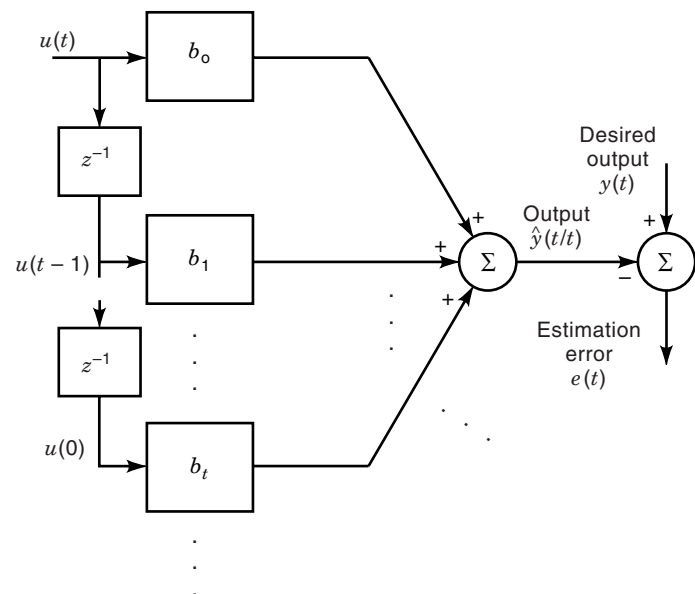 u(t)
b₀
z⁻¹
Desired
output
y(t)
+
+
Output
ŷ(t/t)
u(t − 1)
b₁
+
Σ
−
Σ
+
z⁻¹
Estimation
error
e(t)
u(0)
bₜ